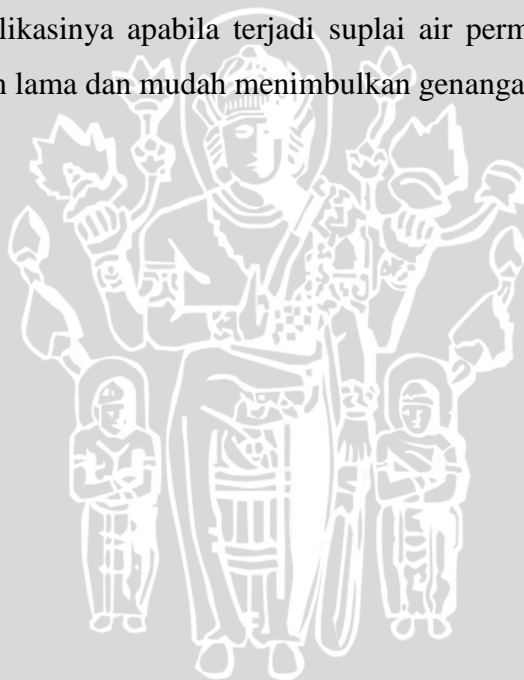 likasinya apabila terjadi suplai air perm
lama dan mudah menimbulkan genanga